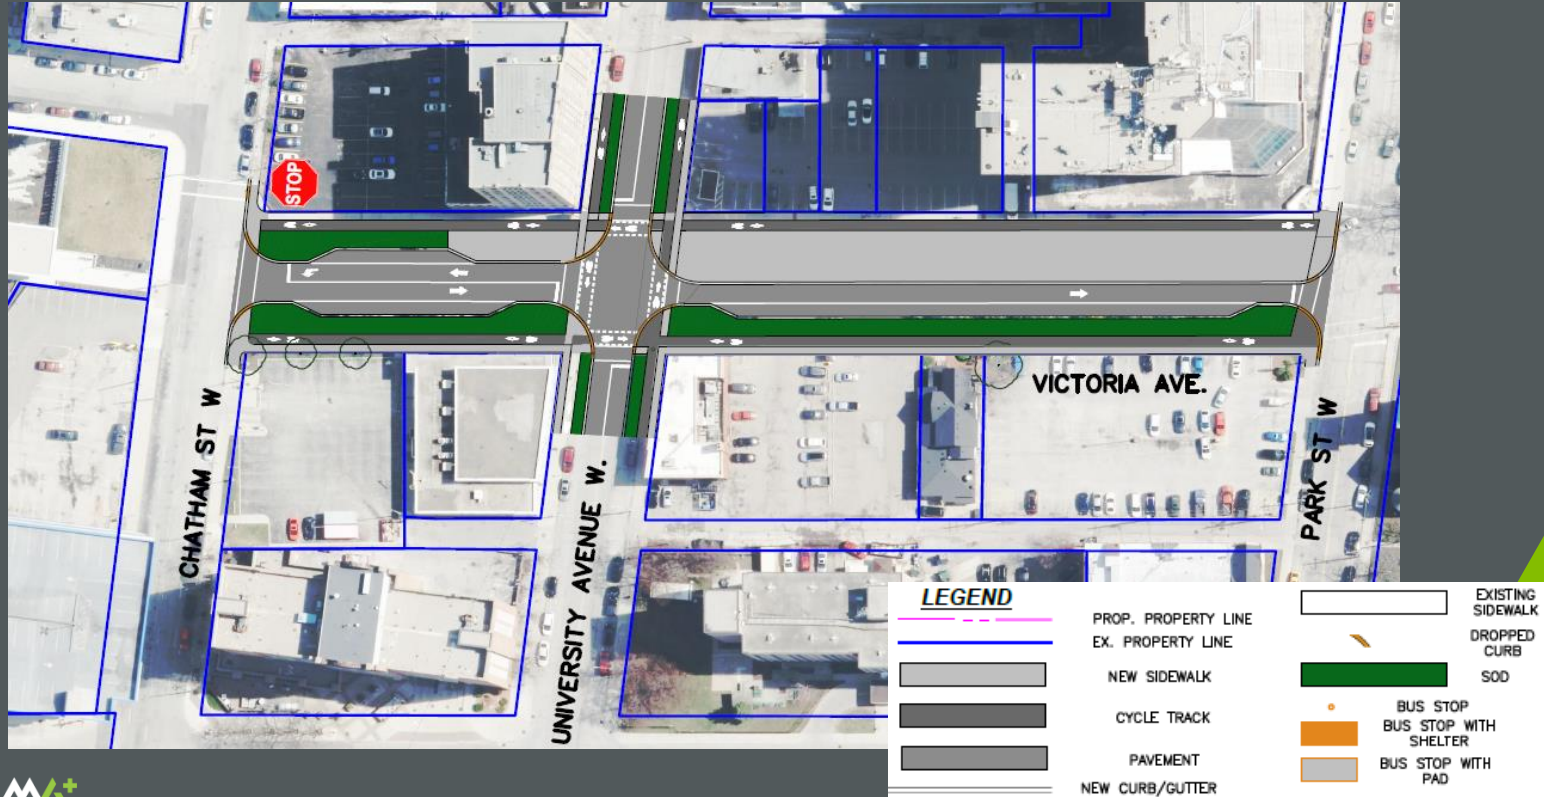 STOP
VICTORIA AVE.
CHATHAM ST W
UNIVERSITY AVENUE W.
PARK ST W
LEGEND
PROP. PROPERTY LINE
EX. PROPERTY LINE
NEW SIDEWALK
CYCLE TRACK
PAVEMENT
NEW CURB/GUTTER
EXISTING
SIDEWALK
DROPPED
CURB
SOD
BUS STOP
BUS STOP WITH
SHELTER
BUS STOP WITH
PAD